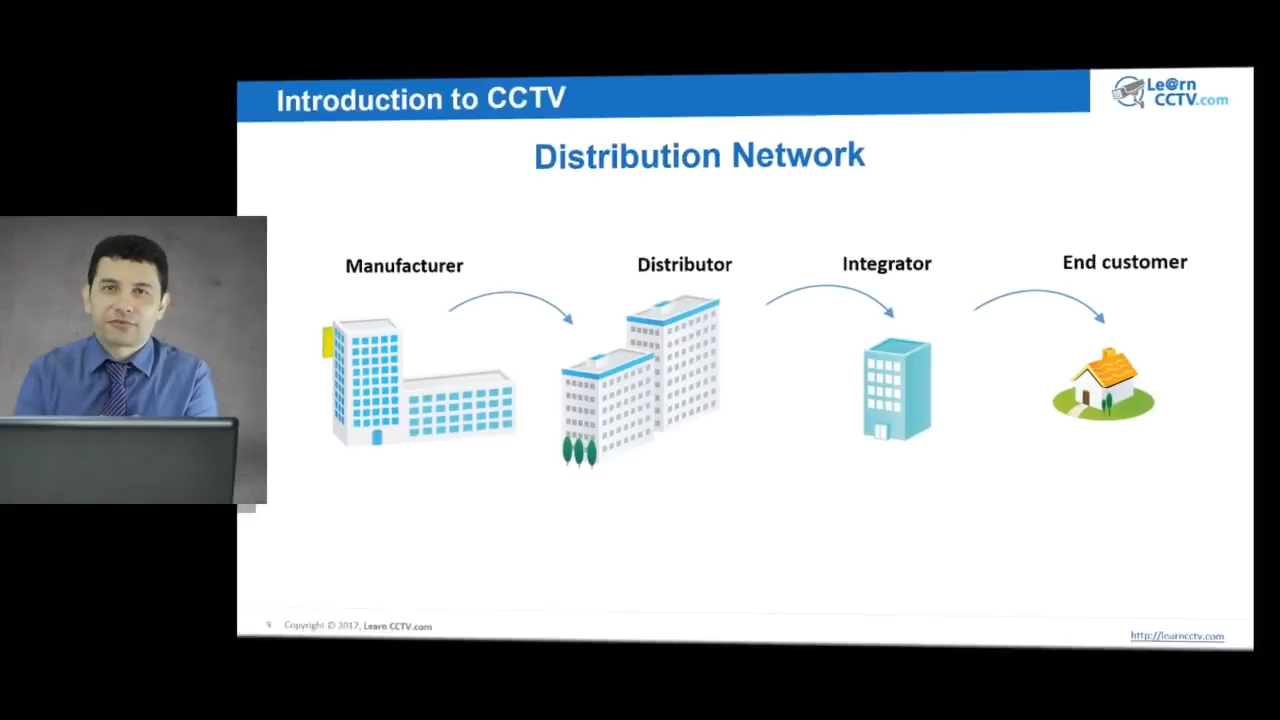 Introduction to CCTV
Le@rn
CCTV.com
Distribution Network
Manufacturer
Distributor
Integrator
End customer
9 Copyright © 2017, Learn CCTV.com
http://learncctv.com